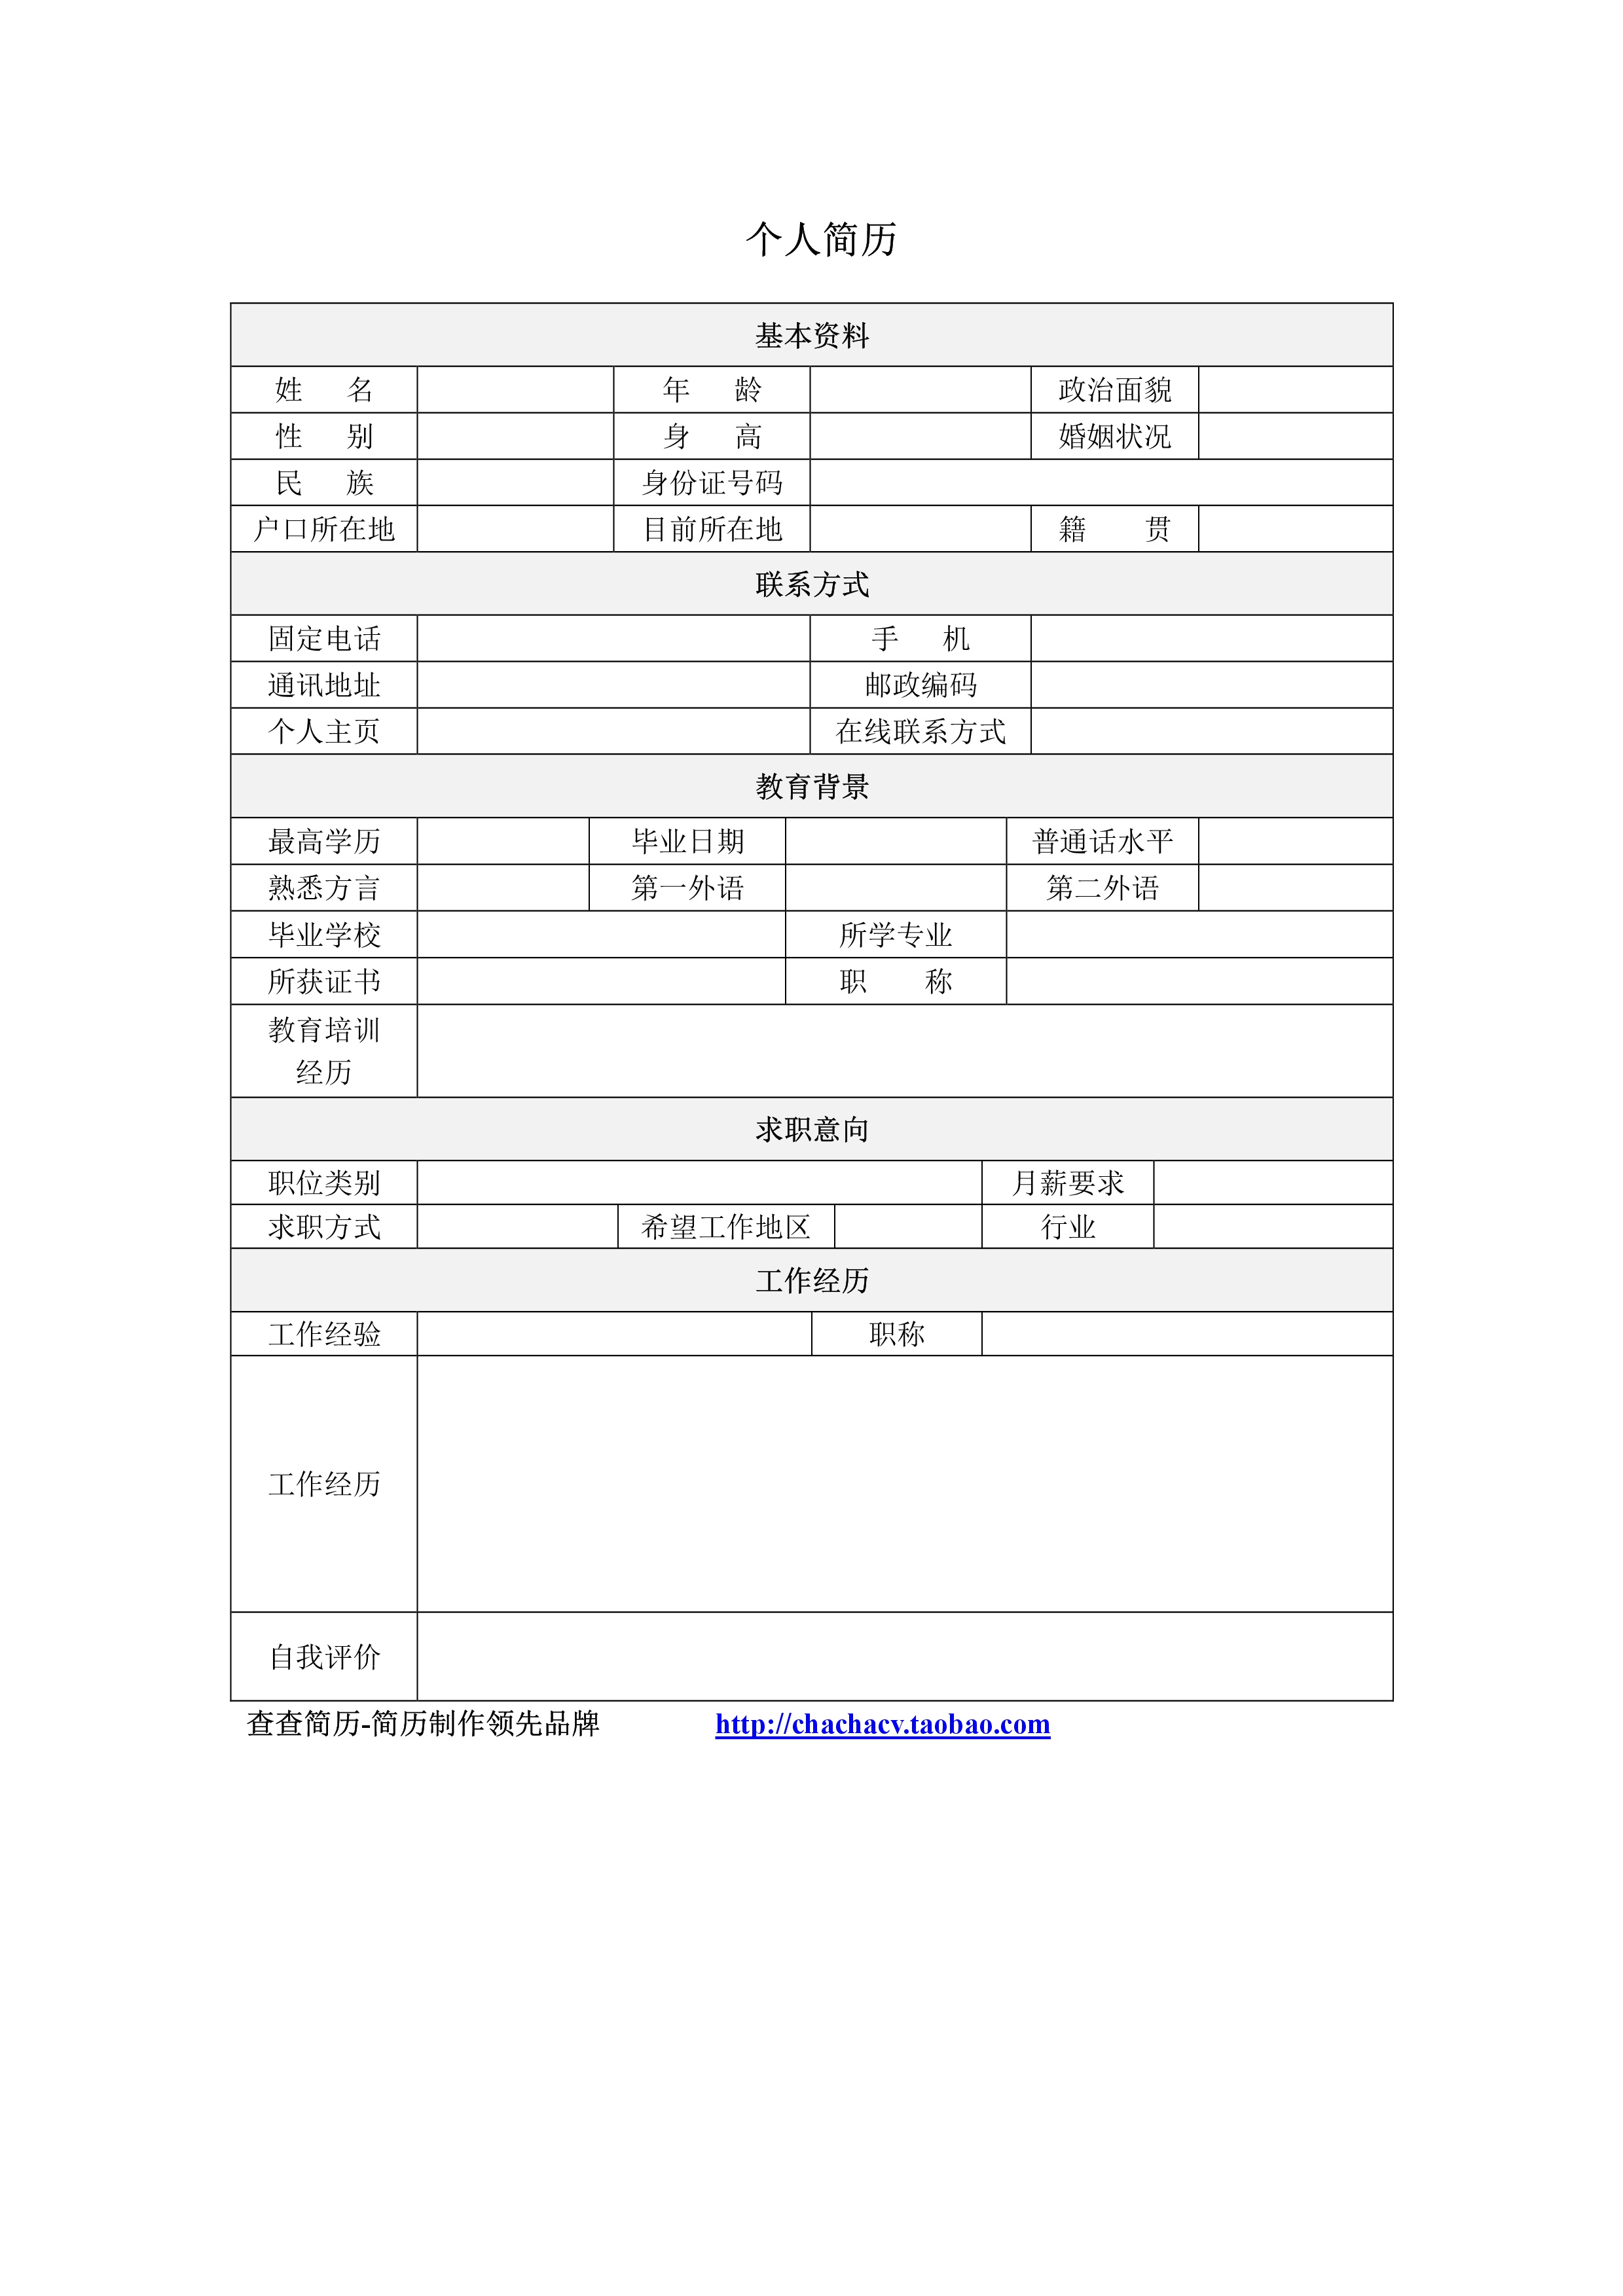 个人简历
基本资料
姓 名 年 龄 政治面貌
性 别 身 高 婚姻状况
民 族 身份证号码
户口所在地 目前所在地 籍 贯
联系方式
固定电话 手 机
通讯地址 邮政编码
个人主页 在线联系方式
教育背景
最高学历 毕业日期 普通话水平
熟悉方言 第一外语 第二外语
毕业学校 所学专业
所获证书 职 称
教育培训
经历
求职意向
职位类别 月薪要求
求职方式 希望工作地区 行业
工作经历
工作经验 职称
工作经历
自我评价
查查简历-简历制作领先品牌 http://chachacv.taobao.com